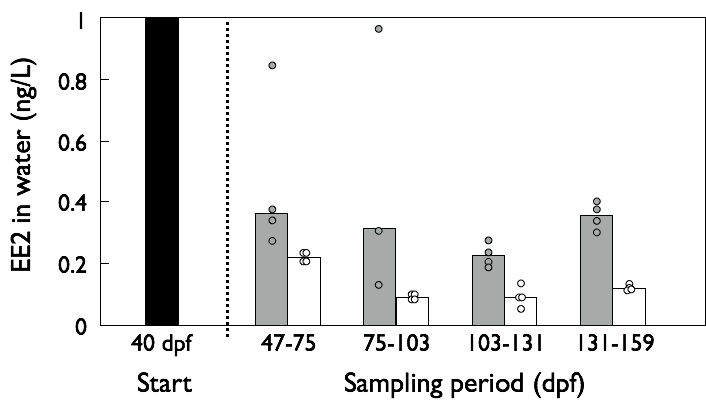 EE2 in water (ng/L)
1
0.8
0.6
0.4
0.2
0
40 dpf
47-75
75-103
103-131
131-159
Start
Sampling period (dpf)